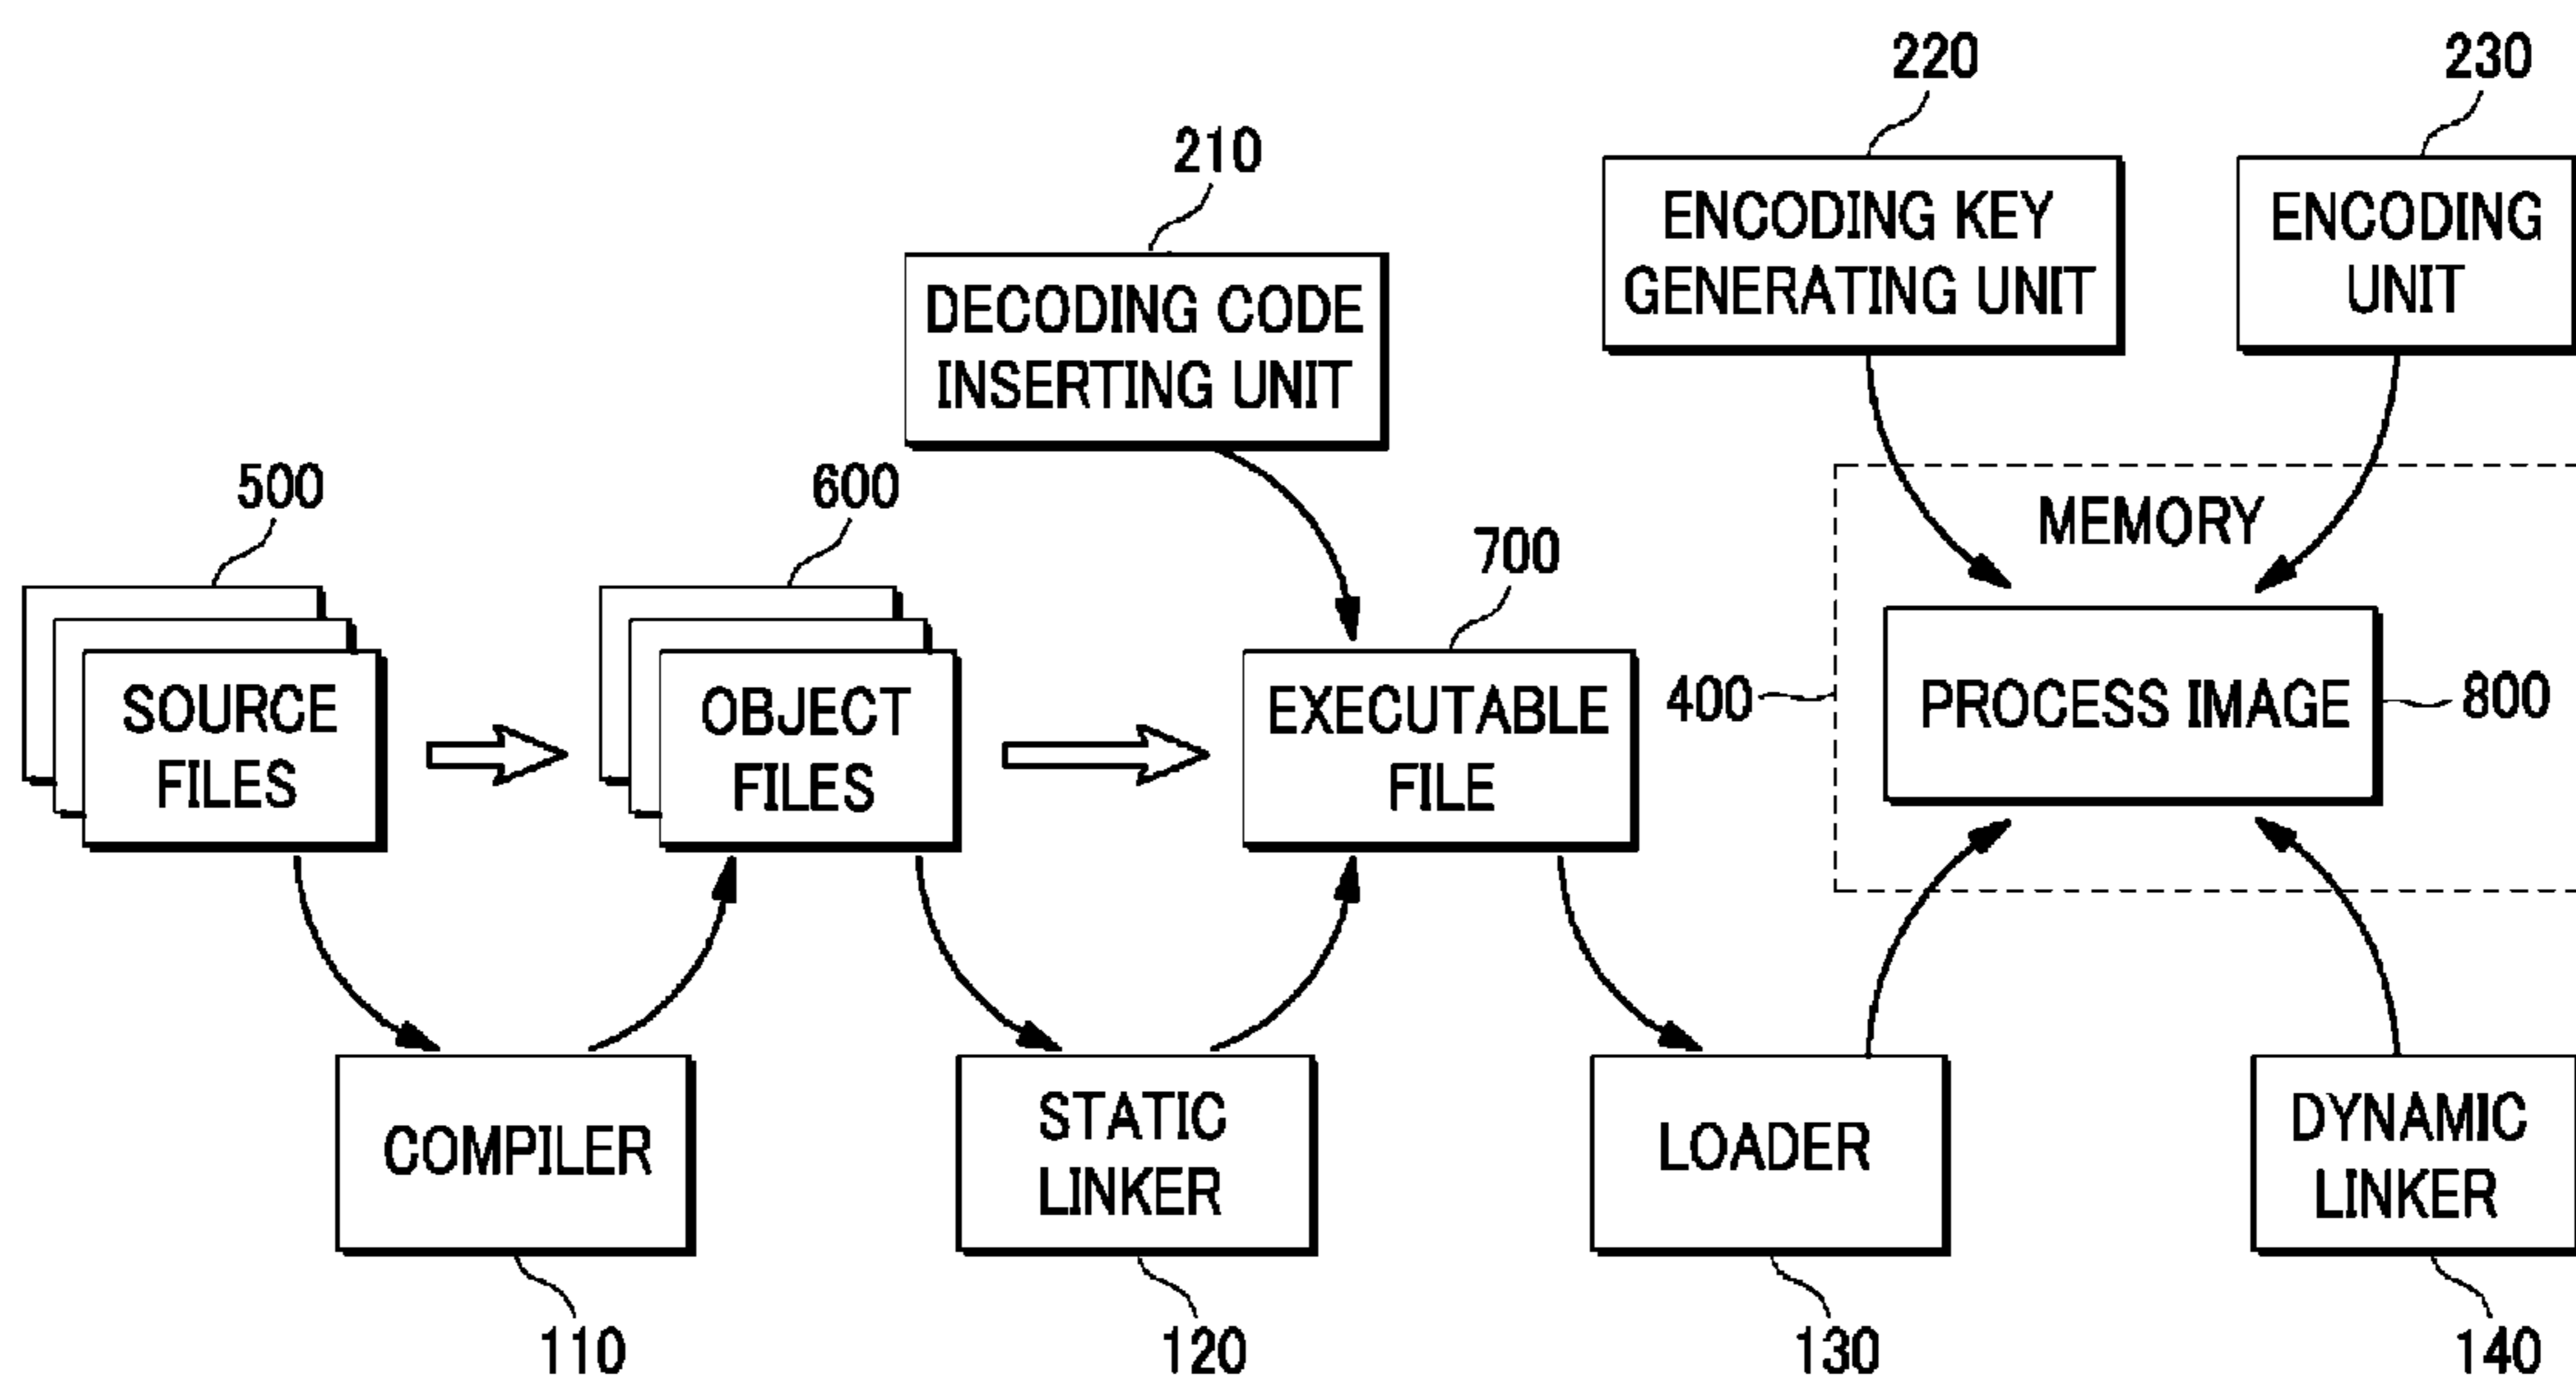 220
230
210
ENCODING KEY
GENERATING UNIT
ENCODING
UNIT
DECODING CODE
INSERTING UNIT
500
600
700
MEMORY
SOURCE
FILES
OBJECT
FILES
EXECUTABLE
FILE
400
PROCESS IMAGE
800
COMPILER
STATIC
LINKER
LOADER
DYNAMIC
LINKER
110
120
130
140